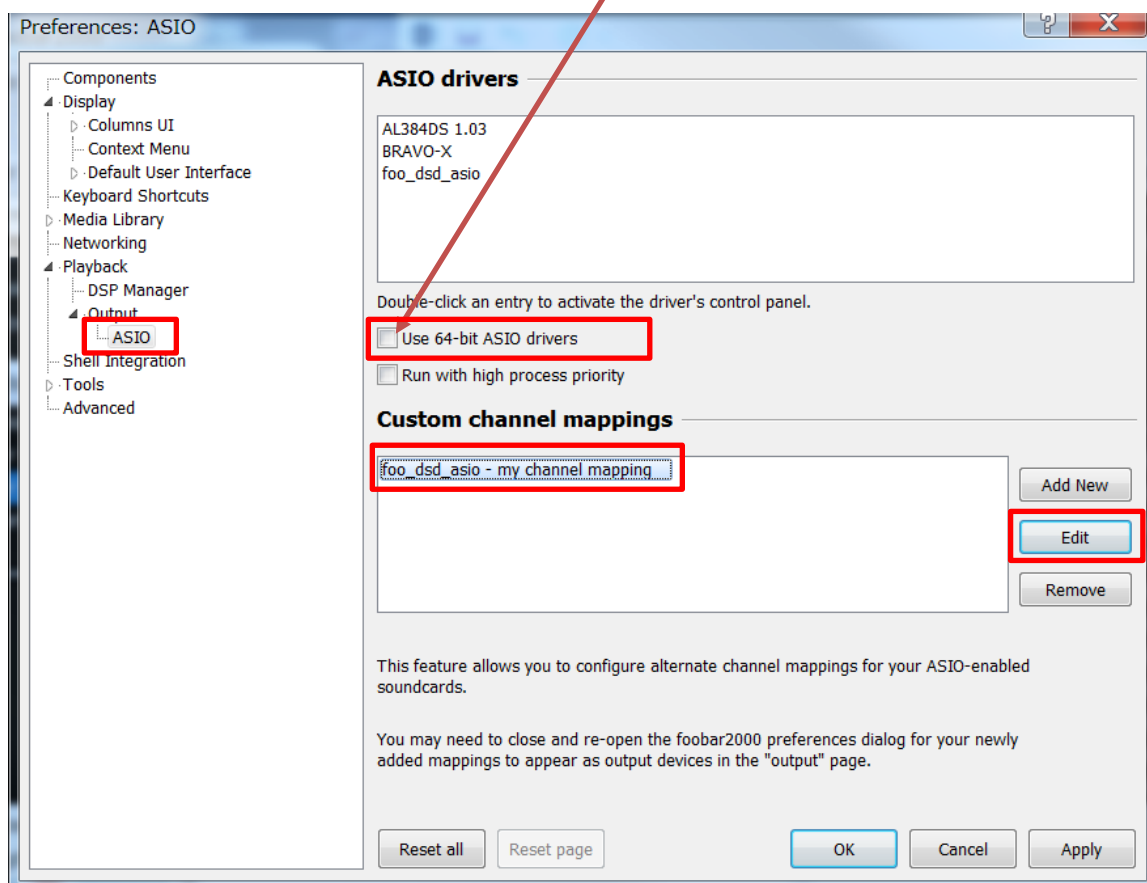 Preferences: ASIO
Components
Display
Columns UI
Context Menu
Default User Interface
Keyboard Shortcuts
Media Library
Networking
Playback
DSP Manager
Output
ASIO
Shell Integration
Tools
Advanced
ASIO drivers
AL384DS 1.03
BRAVO-X
foo_dsd_asio
Double-click an entry to activate the driver's control panel.
Use 64-bit ASIO drivers
Run with high process priority
Custom channel mappings
foo_dsd_asio - my channel mapping
Add New
Edit
Remove
This feature allows you to configure alternate channel mappings for your ASIO-enabled
soundcards.
You may need to close and re-open the foobar2000 preferences dialog for your newly
added mappings to appear as output devices in the "output" page.
Reset all
Reset page
OK
Cancel
Apply